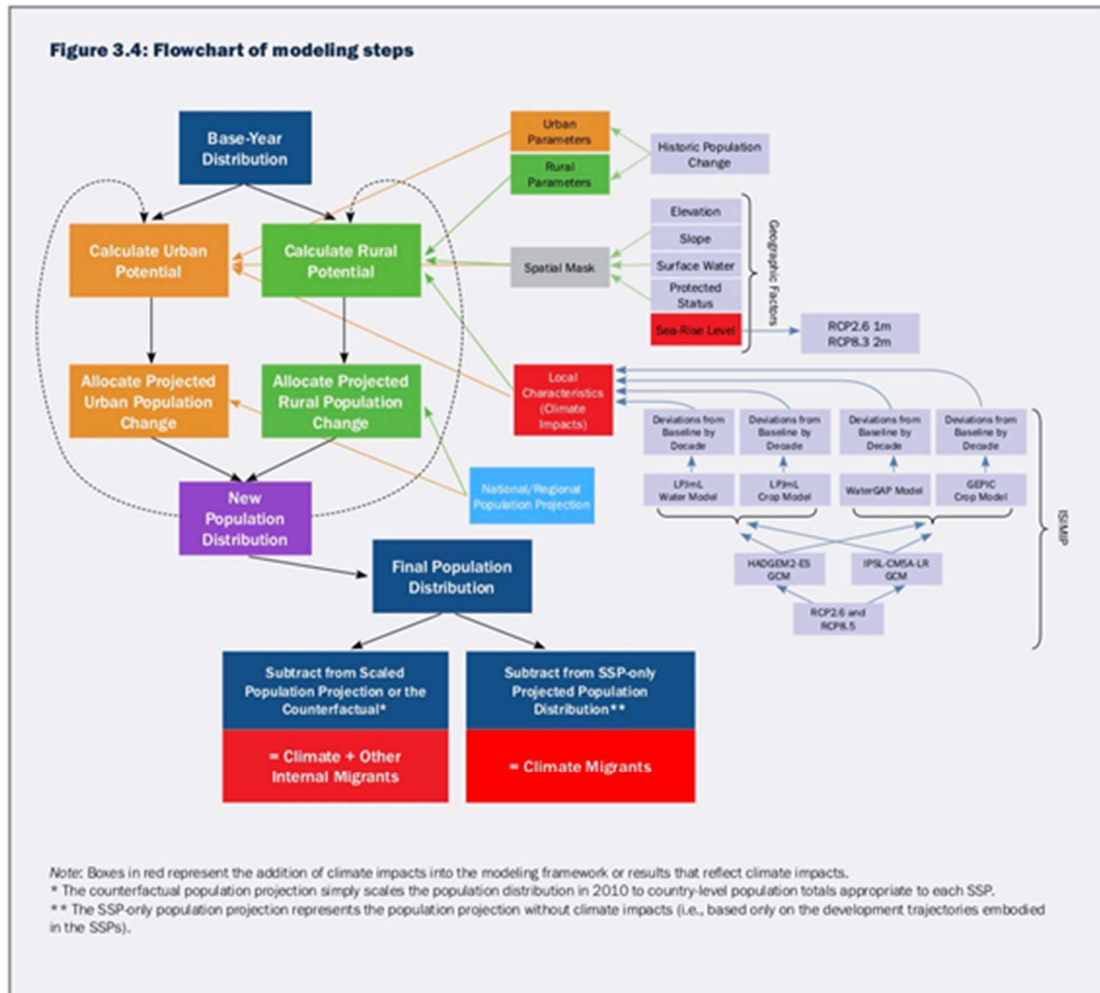 Figure 3.4: Flowchart of modeling steps
Base-Year
Distribution
Urban
Parameters
Rural
Parameters
Historic Population
Change
Calculate Urban
Potential
Calculate Rural
Potential
Spatial Mask
Elevation
Slope
Surface Water
Protected
Status
Sea-Rise Level
Geographic Factors
RCP2.6 1m
RCP8.3 2m
Allocate Projected
Urban Population
Change
Allocate Projected
Rural Population
Change
Local
Characteristics
(Climate
Impacts)
Deviations from
Baseline by
Decade
Deviations from
Baseline by
Decade
Deviations from
Baseline by
Decade
Deviations from
Baseline by
Decade
LPJmL
Water Model
LPJmL
Crop Model
WaterGAP Model
GEPIC
Crop Model
ISIMIP
New
Population
Distribution
National/Regional
Population Projection
HADGEM2-ES
GCM
IPSL-CM5A-LR
GCM
RCP2.6 and
RCP8.5
Final Population
Distribution
Subtract from Scaled
Population Projection or the
Counterfactual*
= Climate + Other
Internal Migrants
Subtract from SSP-only
Projected Population
Distribution**
= Climate Migrants
Note: Boxes in red represent the addition of climate impacts into the modeling framework or results that reflect climate impacts.
* The counterfactual population projection simply scales the population distribution in 2010 to country-level population totals appropriate to each SSP.
** The SSP-only population projection represents the population projection without climate impacts (i.e., based only on the development trajectories embodied
in the SSPs).